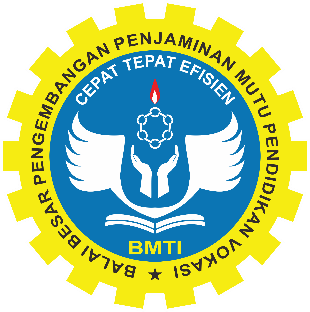 BALAI BESAR PENGEMBANGAN PENJAMINAN MUTU PENDIDIKAN VOKASI
CEPAT TEPAT EFISIEN
BMTI